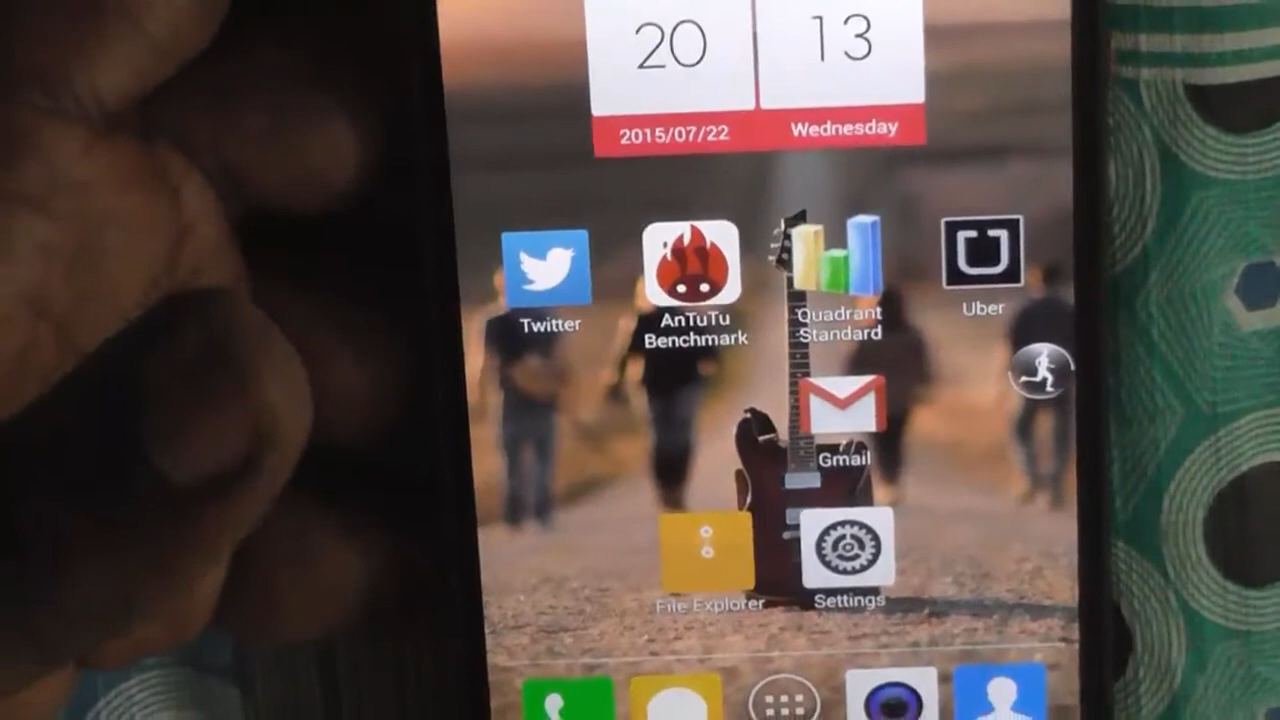 20 13
2015/07/22 Wednesday
Twitter
AnTuTu
Benchmark
Quadrant
Standard
Uber
Gmail
File Explorer
Settings